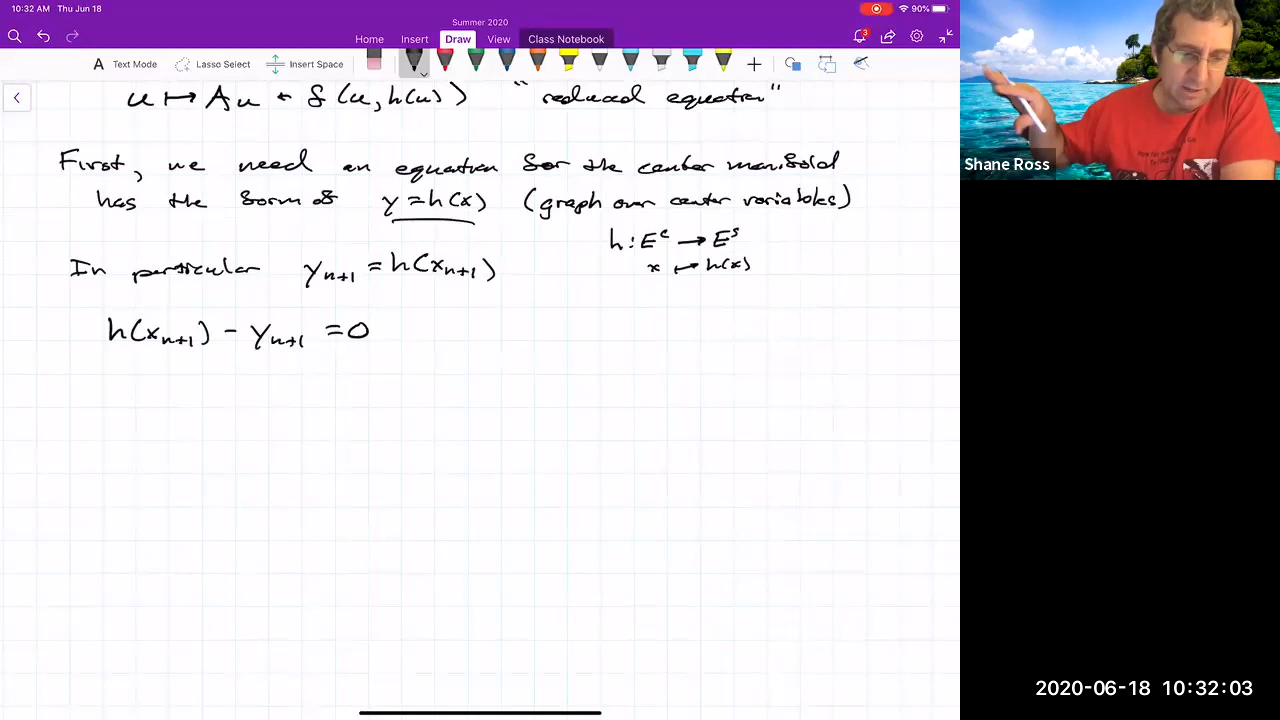 10:32 AM Thu Jun 18
90%
Summer 2020
Home Insert Draw View Class Notebook
3
Text Mode Lasso Select Insert Space
u ↦ Au + f(u, h(u)) "reduced equation"
First, we need an equation for the center manifold
has the form of y = h(x) (graph over center variables)
h : E^c → E^s
x ↦ h(x)
In particular y_{n+1} = h(x_{n+1})
h(x_{n+1}) - y_{n+1} = 0
Shane Ross
2020-06-18 10:32:03